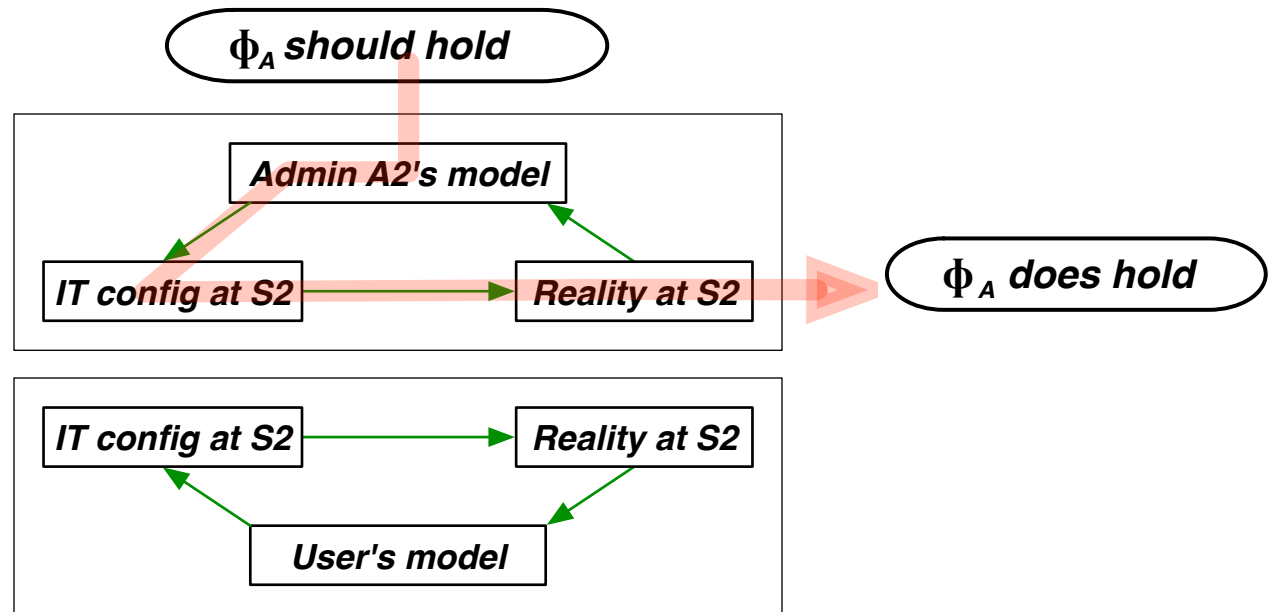 ϕA should hold
Admin A2's model
IT config at S2
Reality at S2
ϕA does hold
IT config at S2
Reality at S2
User's model